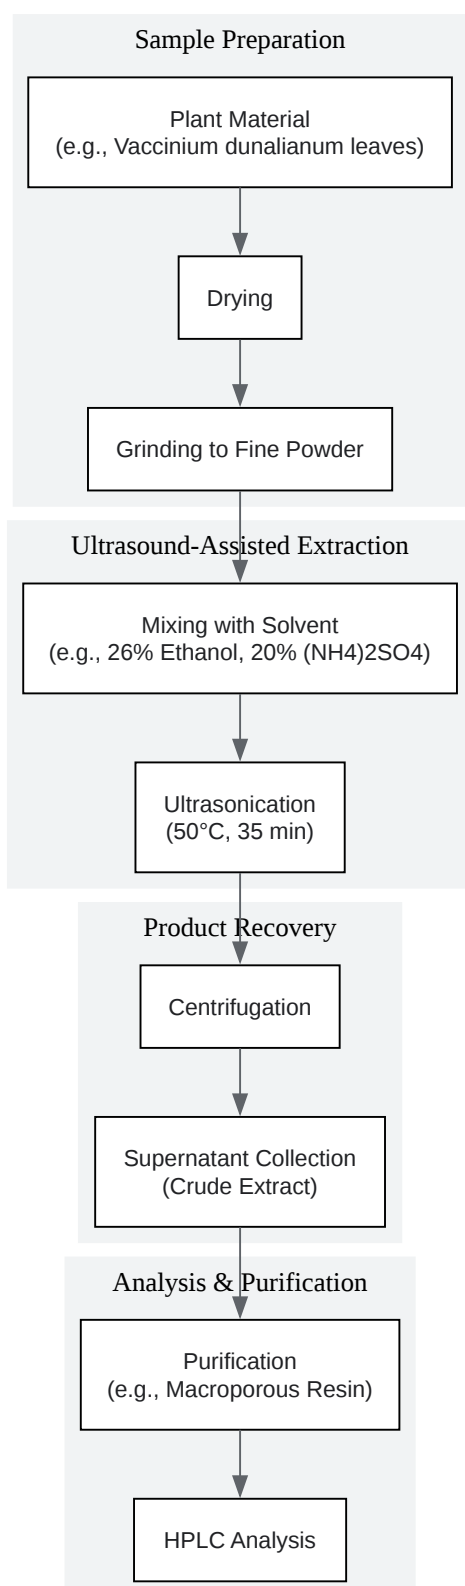 Sample Preparation
Plant Material
(e.g., Vaccinium dunalianum leaves)
Drying
Grinding to Fine Powder
Ultrasound-Assisted Extraction
Mixing with Solvent
(e.g., 26% Ethanol, 20% (NH4)2SO4)
Ultrasonication
(50°C, 35 min)
Product Recovery
Centrifugation
Supernatant Collection
(Crude Extract)
Analysis & Purification
Purification
(e.g., Macroporous Resin)
HPLC Analysis